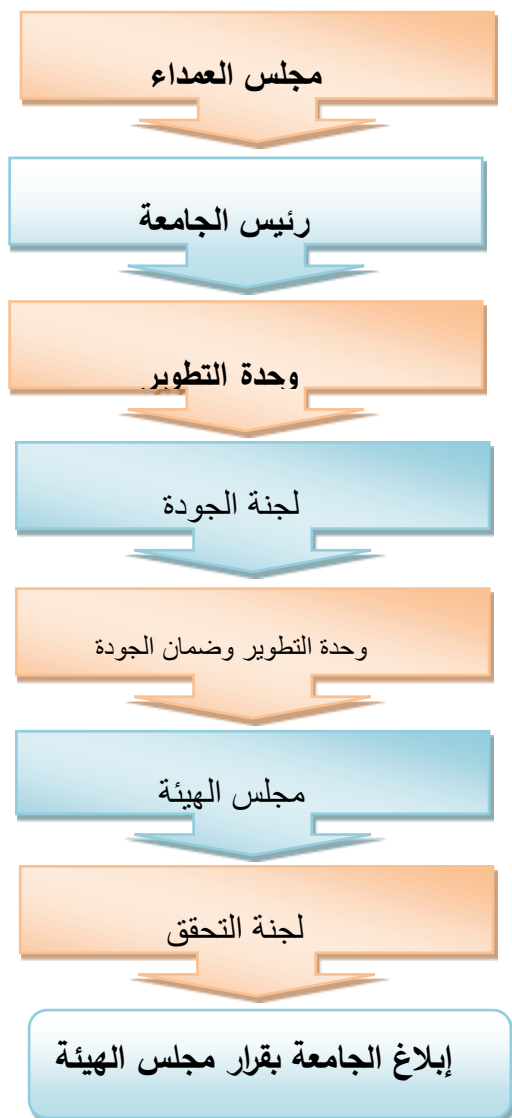 مجلس العمداء
رئيس الجامعة
وحدة التطوير
لجنة الجودة
وحدة التطوير وضمان الجودة
مجلس الهيئة
لجنة التحقق
إبلاغ الجامعة بقرار مجلس الهيئة